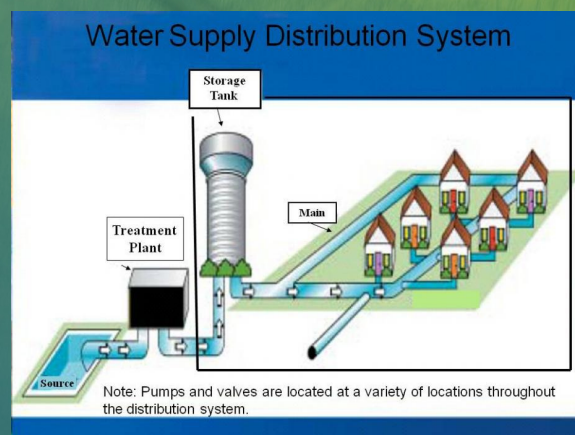 Water Supply Distribution System
Storage
Tank
Main
Treatment
Plant
Source
Note: Pumps and valves are located at a variety of locations throughout
the distribution system.